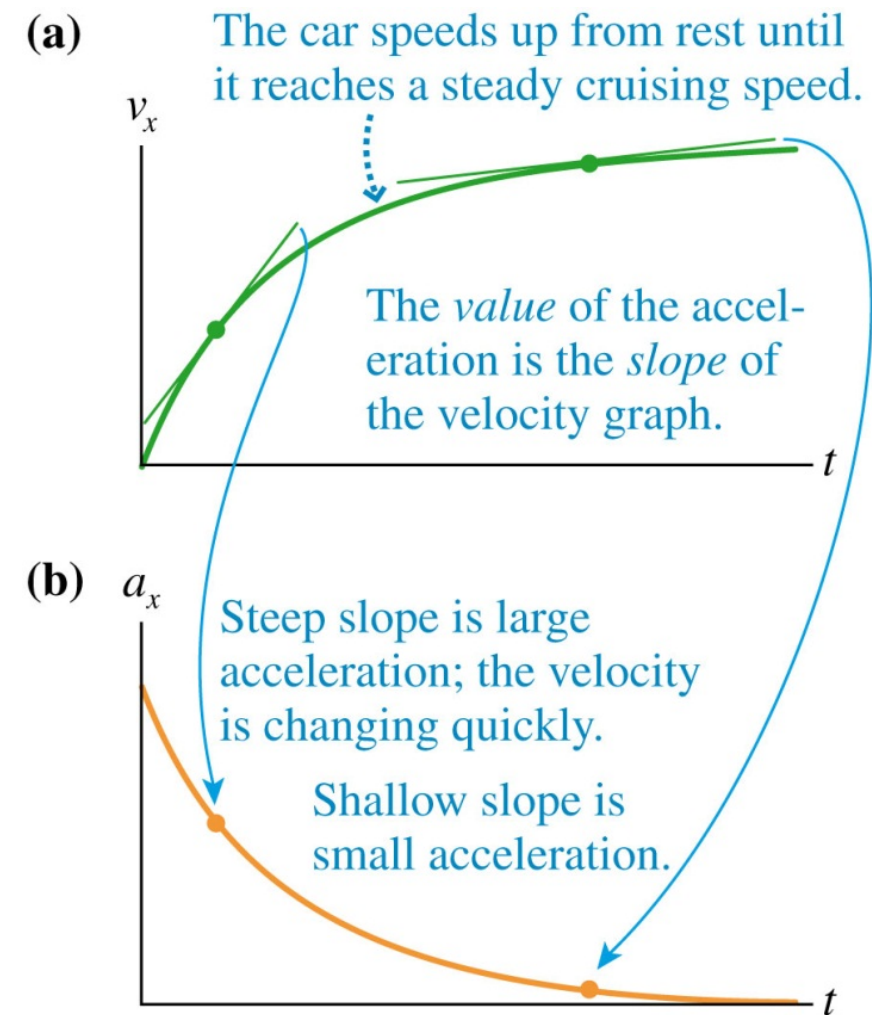 (a)
The car speeds up from rest until
it reaches a steady cruising speed.
vₓ
The value of the accel-
eration is the slope of
the velocity graph.
t
(b) aₓ
Steep slope is large
acceleration; the velocity
is changing quickly.
Shallow slope is
small acceleration.
t